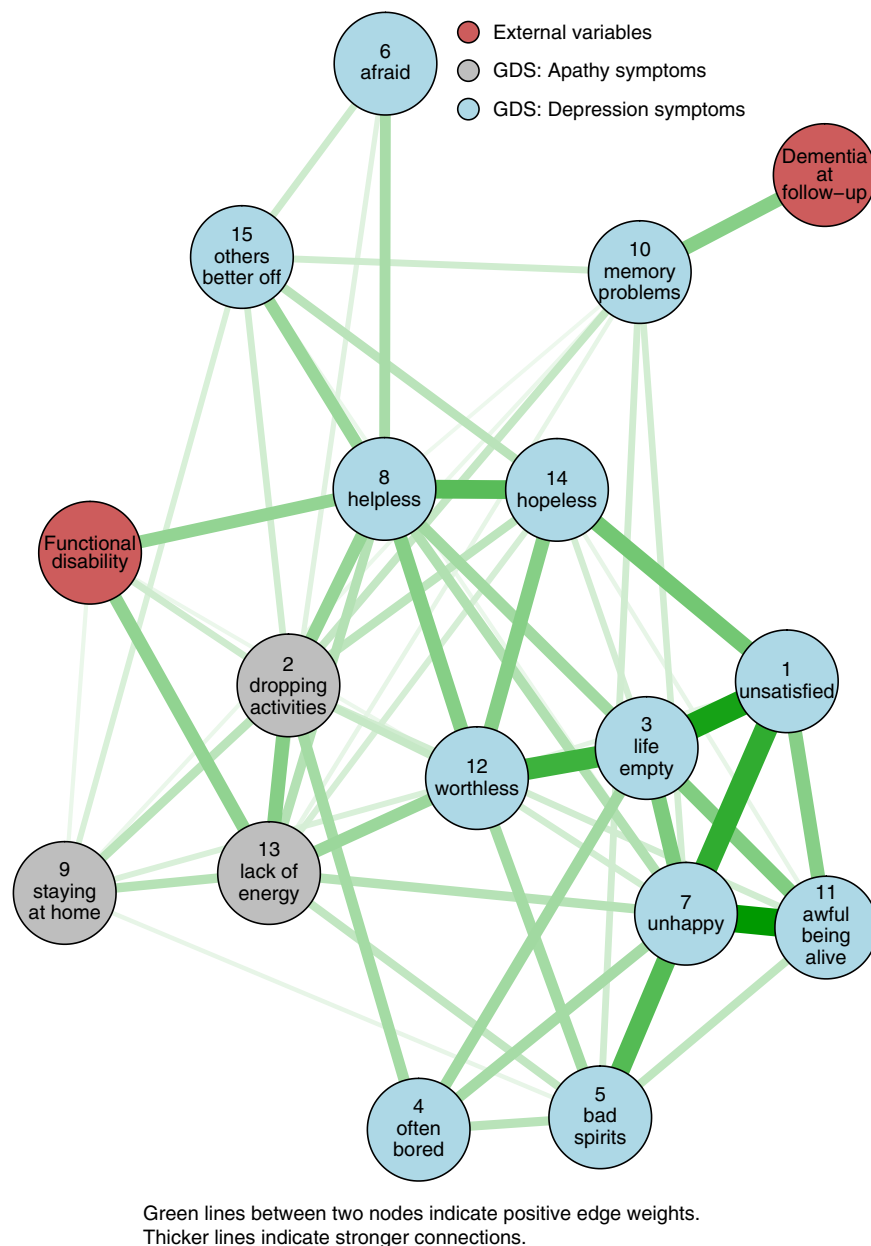 6
afraid
External variables
GDS: Apathy symptoms
GDS: Depression symptoms
Dementia
at
follow−up
15
others
better off
10
memory
problems
8
helpless
14
hopeless
Functional
disability
2
dropping
activities
1
unsatisfied
3
life
empty
12
worthless
9
staying
at home
13
lack of
energy
7
unhappy
11
awful
being
alive
4
often
bored
5
bad
spirits
Green lines between two nodes indicate positive edge weights.
Thicker lines indicate stronger connections.